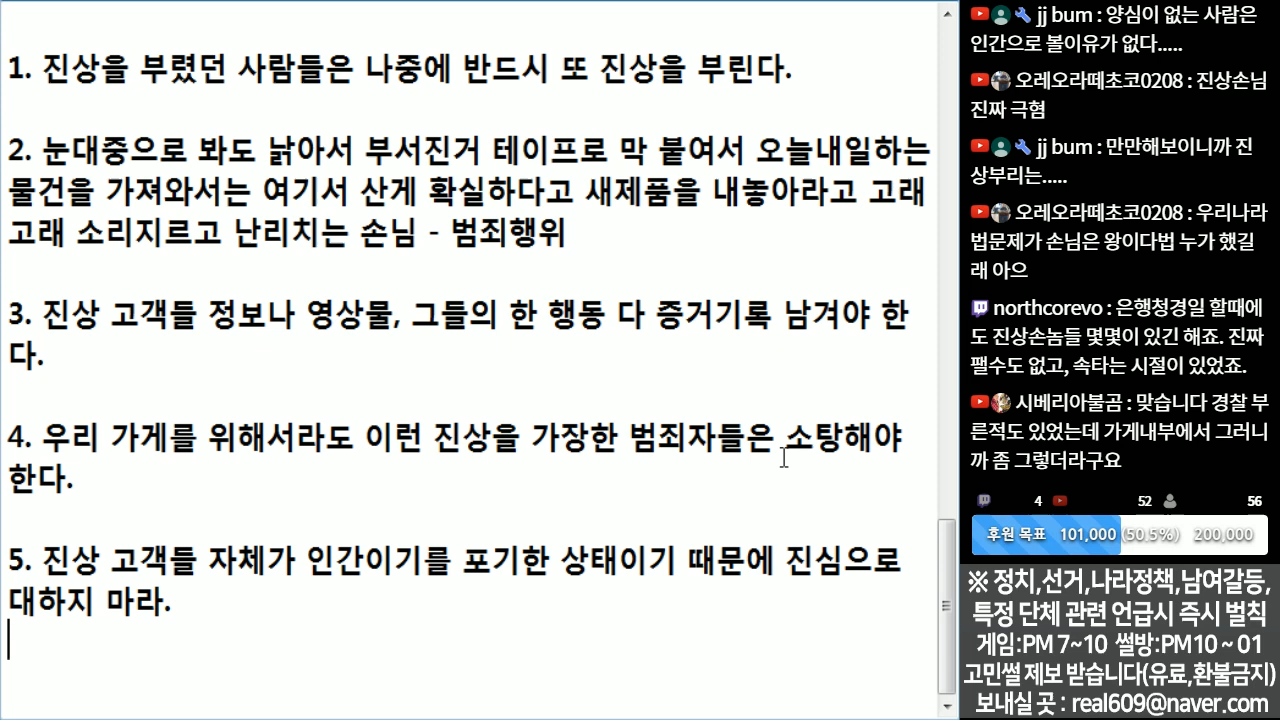 1. 진상을 부렸던 사람들은 나중에 반드시 또 진상을 부린다.
2. 눈대중으로 봐도 낡아서 부서진거 테이프로 막 붙여서 오늘내일하는
물건을 가져와서는 여기서 산게 확실하다고 새제품을 내놓아라고 고래
고래 소리지르고 난리치는 손님 - 범죄행위
3. 진상 고객들 정보나 영상물, 그들의 한 행동 다 증거기록 남겨야 한
다.
4. 우리 가게를 위해서라도 이런 진상을 가장한 범죄자들은 소탕해야
한다.
5. 진상 고객들 자체가 인간이기를 포기한 상태이기 때문에 진심으로
대하지 마라.
jj bum : 양심이 없는 사람은
인간으로 볼이유가 없다.....
오레오라떼초코0208 : 진상손님
진짜 극혐
jj bum : 만만해보이니까 진
상부리는.....
오레오라떼초코0208 : 우리나라
법문제가 손님은 왕이다법 누가 했길
래 아으
northcorevo : 은행청경일 할때에
도 진상손놈들 몇몇이 있긴 해죠. 진짜
팰수도 없고, 속타는 시절이 있었죠.
시베리아불곰 : 맞습니다 경찰 부
른적도 있었는데 가게내부에서 그러니
까 좀 그렇더라구요
4 52 56
후원 목표 101,000 (50.5%) 200,000
※ 정치,선거,나라정책,남여갈등,
특정 단체 관련 언급시 즉시 벌칙
게임:PM 7~10 썰방:PM10 ~ 01
고민썰 제보 받습니다(유료,환불금지)
보내실 곳 : real609@naver.com